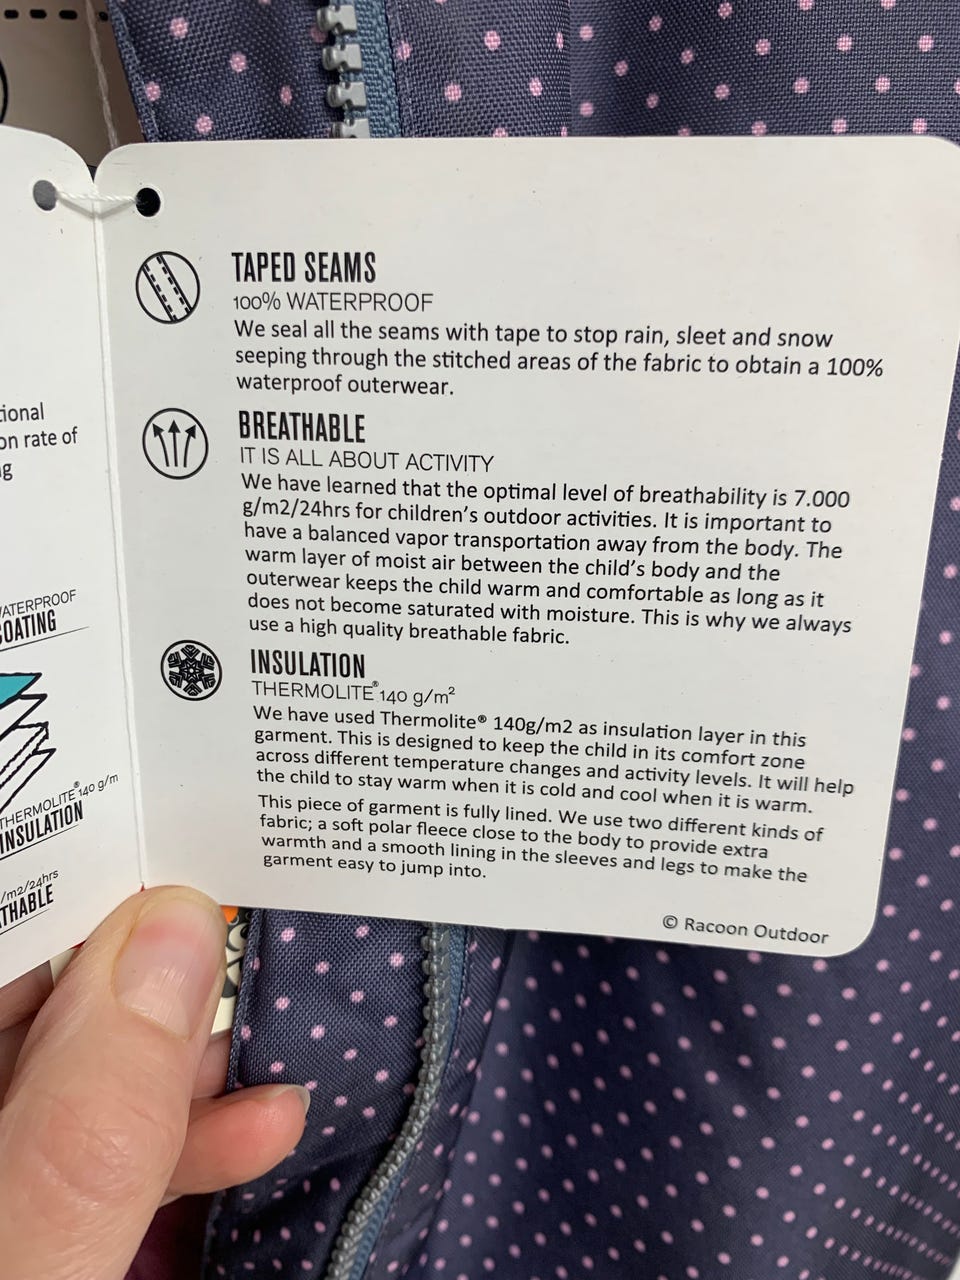 tional
on rate of
g
WATERPROOF
COATING
THERMOLITE® 140 g/m
INSULATION
/m2/24hrs
THABLE
TAPED SEAMS
100% WATERPROOF
We seal all the seams with tape to stop rain, sleet and snow
seeping through the stitched areas of the fabric to obtain a 100%
waterproof outerwear.
BREATHABLE
IT IS ALL ABOUT ACTIVITY
We have learned that the optimal level of breathability is 7.000
g/m2/24hrs for children's outdoor activities. It is important to
have a balanced vapor transportation away from the body. The
warm layer of moist air between the child's body and the
outerwear keeps the child warm and comfortable as long as it
does not become saturated with moisture. This is why we always
use a high quality breathable fabric.
INSULATION
THERMOLITE® 140 g/m²
We have used Thermolite® 140g/m2 as insulation layer in this
garment. This is designed to keep the child in its comfort zone
across different temperature changes and activity levels. It will help
the child to stay warm when it is cold and cool when it is warm.
This piece of garment is fully lined. We use two different kinds of
fabric; a soft polar fleece close to the body to provide extra
warmth and a smooth lining in the sleeves and legs to make the
garment easy to jump into.
© Racoon Outdoor